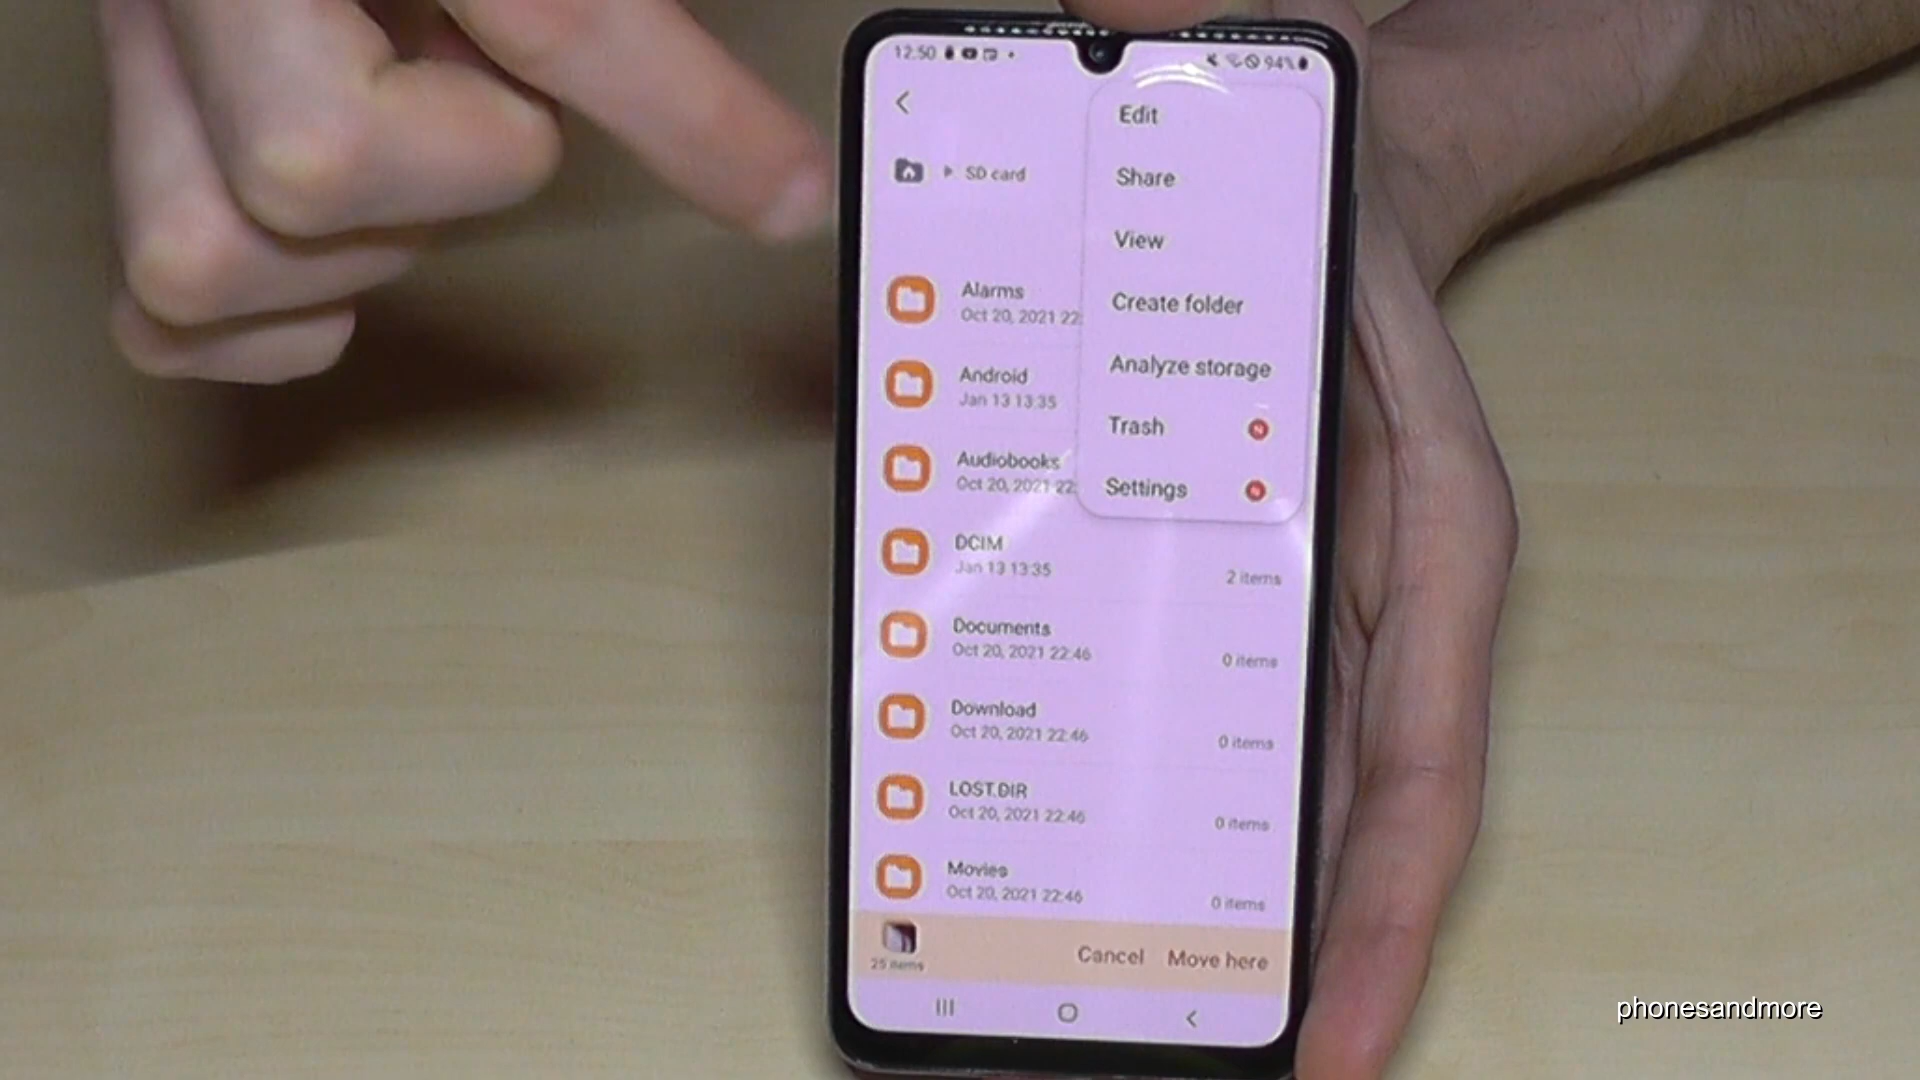 12:50
94%
Edit
SD card
Share
View
Create folder
Alarms
Oct 20, 2021 22:
Analyze storage
Android
Jan 13 13:35
Trash
N
Audiobooks
Oct 20, 2021 22:
Settings
N
DCIM
Jan 13 13:35
2 items
Documents
Oct 20, 2021 22:46
0 items
Download
Oct 20, 2021 22:46
0 items
LOST.DIR
Oct 20, 2021 22:46
0 items
Movies
Oct 20, 2021 22:46
0 items
25 items
Cancel
Move here
phonesandmore